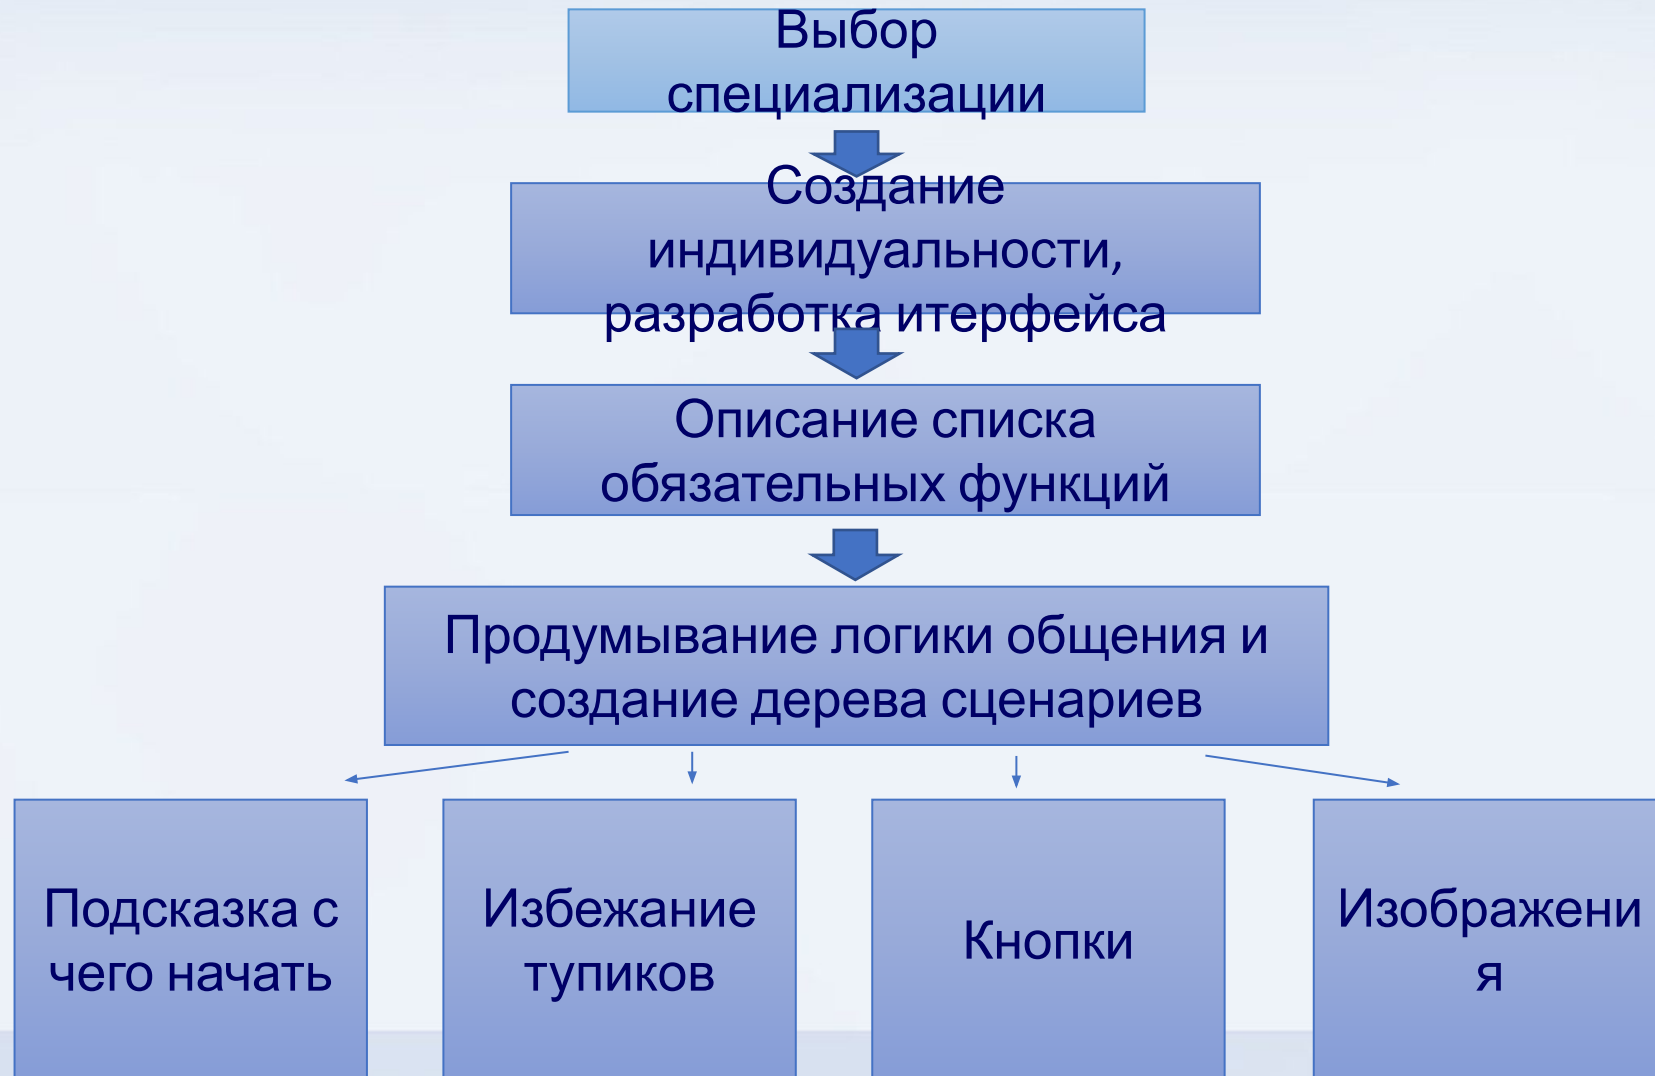 Выбор
специализации
Создание
индивидуальности,
разработка итерфейса
Описание списка
обязательных функций
Продумывание логики общения и
создание дерева сценариев
Подсказка с
чего начать
Избежание
тупиков
Кнопки
Изображени
я